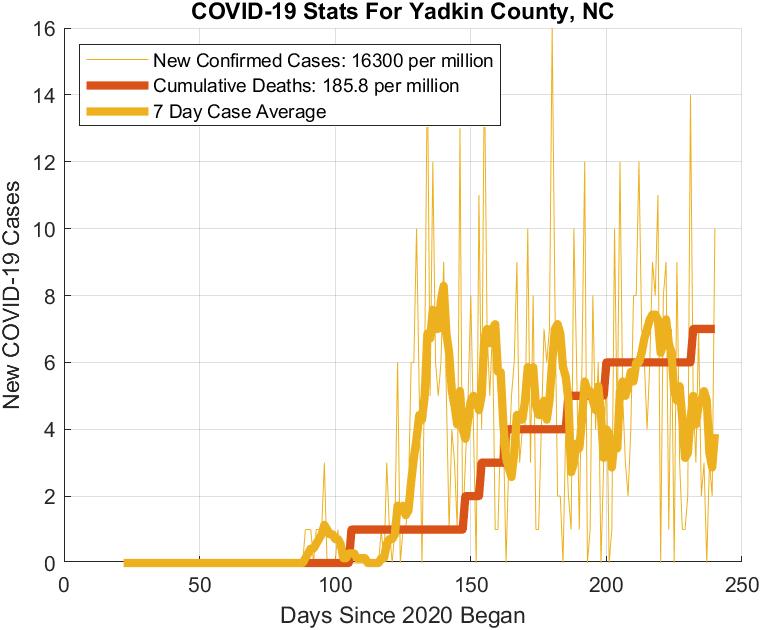 COVID-19 Stats For Yadkin County, NC
New Confirmed Cases: 16300 per million
Cumulative Deaths: 185.8 per million
7 Day Case Average
New COVID-19 Cases
16
14
12
10
8
6
4
2
0
0 50 100 150 200 250
Days Since 2020 Began